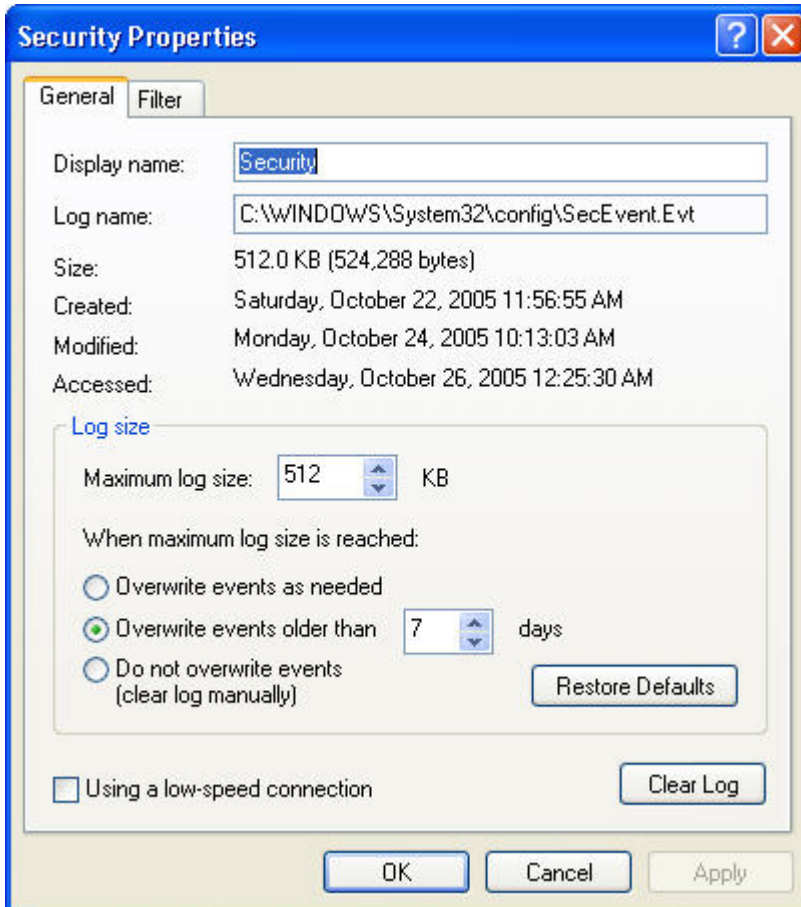 Security Properties
General Filter
Display name: Security
Log name: C:\WINDOWS\System32\config\SecEvent.Evt
Size: 512.0 KB (524,288 bytes)
Created: Saturday, October 22, 2005 11:56:55 AM
Modified: Monday, October 24, 2005 10:13:03 AM
Accessed: Wednesday, October 26, 2005 12:25:30 AM
Log size
Maximum log size: 512 KB
When maximum log size is reached:
Overwrite events as needed
Overwrite events older than 7 days
Do not overwrite events
(clear log manually)
Restore Defaults
Using a low-speed connection
Clear Log
OK Cancel Apply